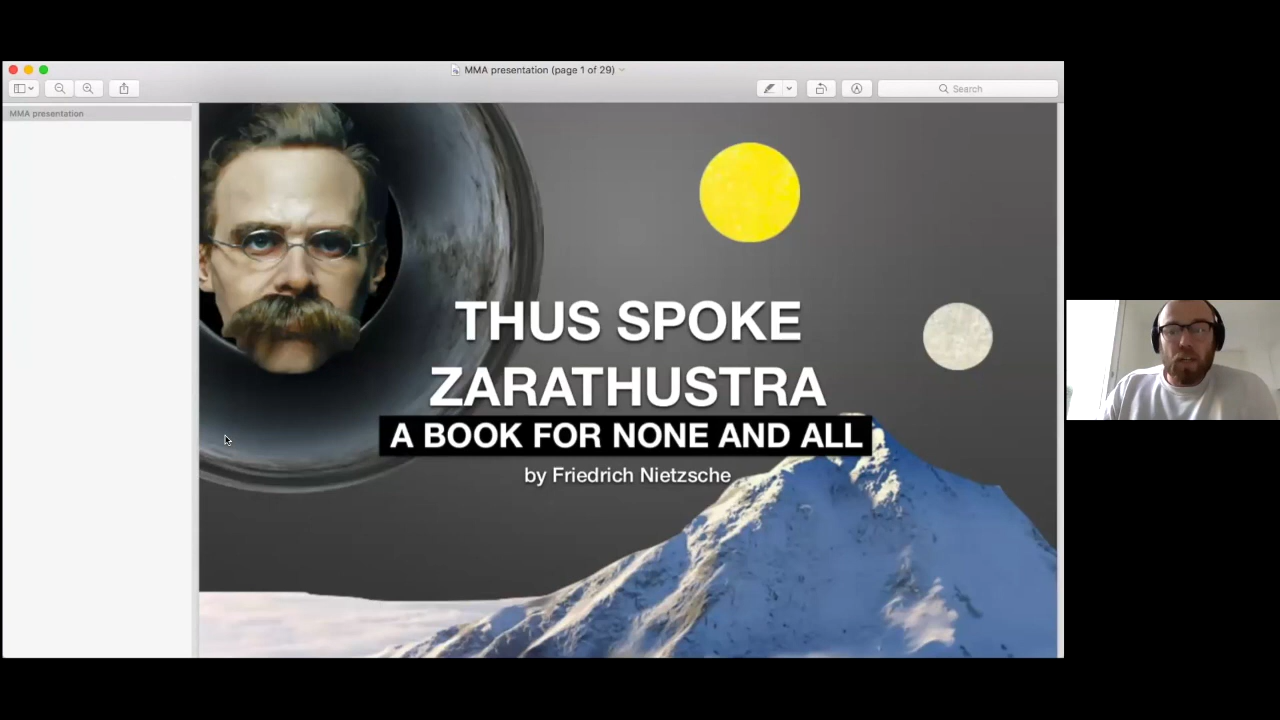 MMA presentation (page 1 of 29)
Search
MMA presentation
THUS SPOKE
ZARATHUSTRA
A BOOK FOR NONE AND ALL
by Friedrich Nietzsche